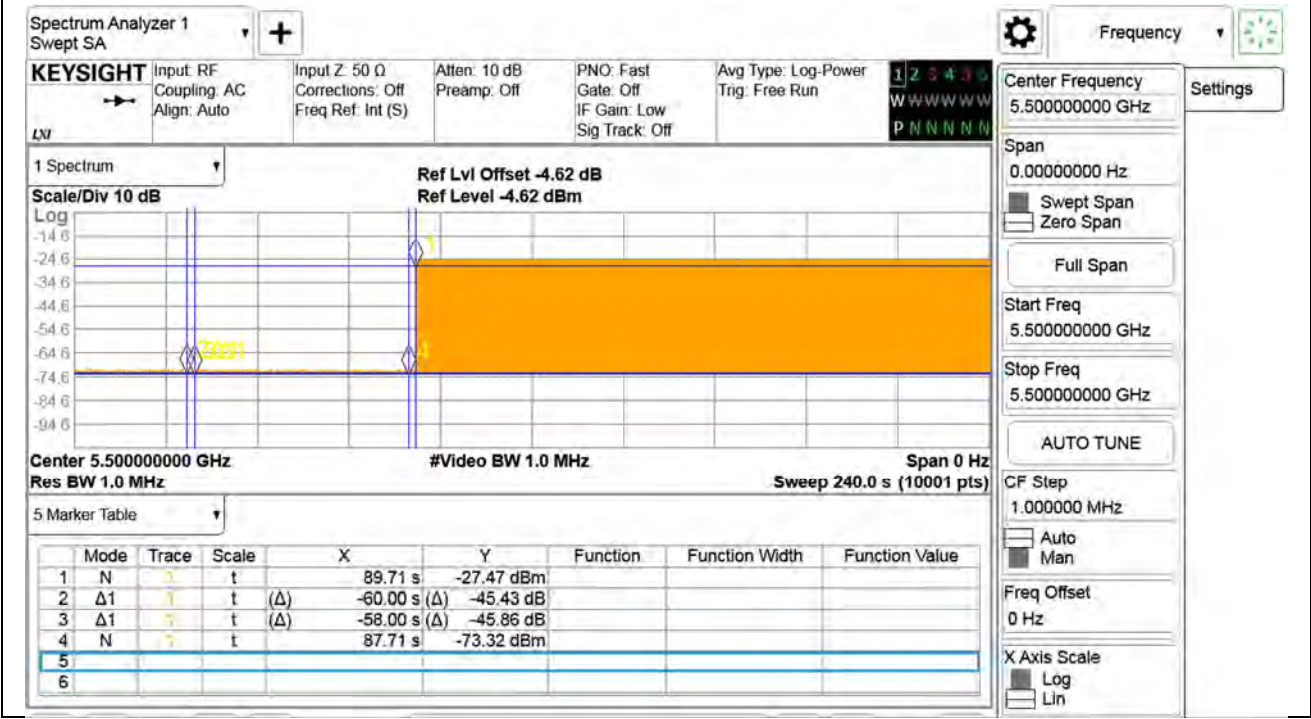 Spectrum Analyzer 1
Swept SA
Frequency
KEYSIGHT
LXI
Input: RF
Coupling: AC
Align: Auto
Input Z: 50 Ω
Corrections: Off
Freq Ref: Int (S)
Atten: 10 dB
Preamp: Off
PNO: Fast
Gate: Off
IF Gain: Low
Sig Track: Off
Avg Type: Log-Power
Trig: Free Run
1 2 3 4 5 6
W W W W W W
P N N N N N
Center Frequency
5.500000000 GHz
Settings
Span
0.00000000 Hz
Swept Span
Zero Span
Full Span
Start Freq
5.500000000 GHz
Stop Freq
5.500000000 GHz
AUTO TUNE
CF Step
1.000000 MHz
Auto
Man
Freq Offset
0 Hz
X Axis Scale
Log
Lin
1 Spectrum
Scale/Div 10 dB
Ref Lvl Offset -4.62 dB
Ref Level -4.62 dBm
Log
-14.6
-24.6
-34.6
-44.6
-54.6
-64.6
-74.6
-84.6
-94.6
1
4
Center 5.500000000 GHz
#Video BW 1.0 MHz
Span 0 Hz
Res BW 1.0 MHz
Sweep 240.0 s (10001 pts)
5 Marker Table
Mode Trace Scale X Y Function Function Width Function Value
1 N 1 t 89.71 s -27.47 dBm
2 Δ1 1 t (Δ) -60.00 s (Δ) -45.43 dB
3 Δ1 1 t (Δ) -58.00 s (Δ) -45.86 dB
4 N 1 t 87.71 s -73.32 dBm
5
6